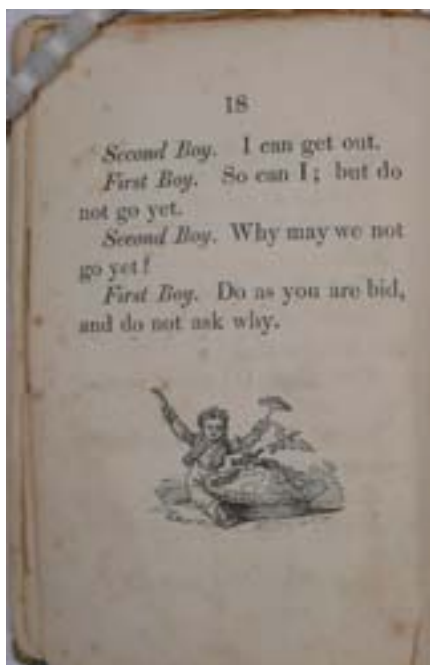 18
Second Boy. I can get out.
First Boy. So can I; but do
not go yet.
Second Boy. Why may we not
go yet?
First Boy. Do as you are bid,
and do not ask why.